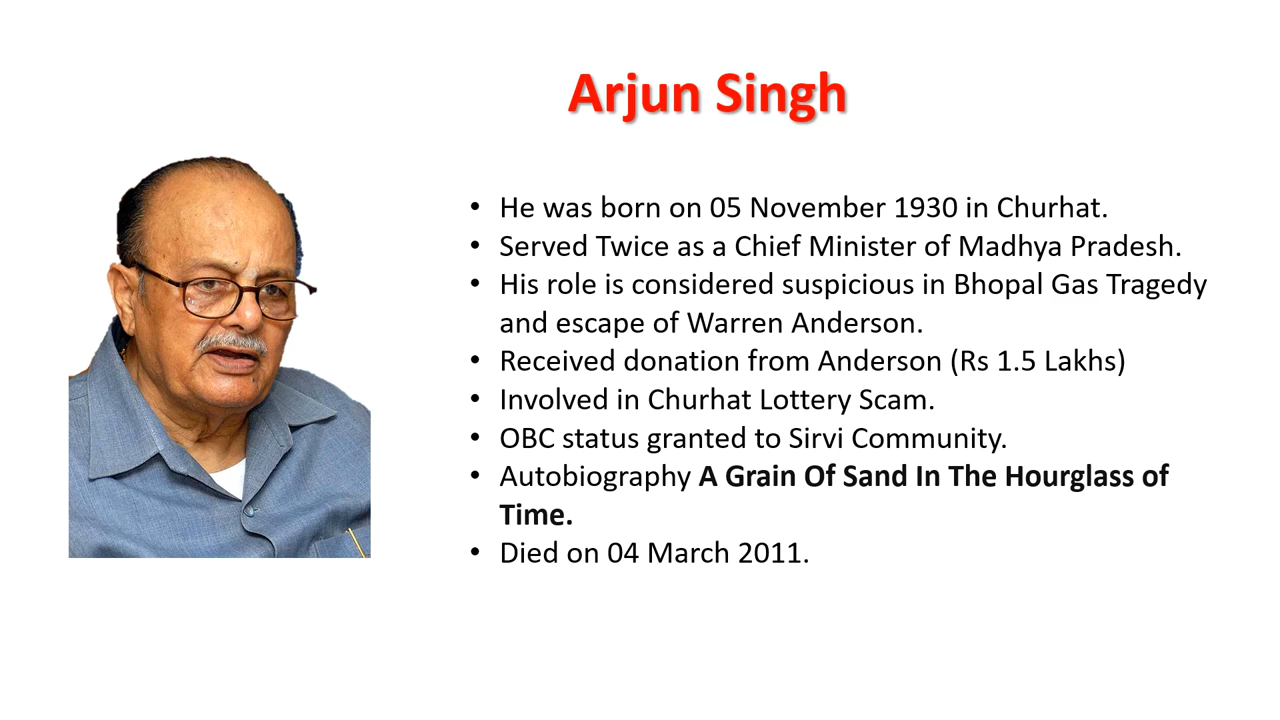 Arjun Singh
• He was born on 05 November 1930 in Churhat.
• Served Twice as a Chief Minister of Madhya Pradesh.
• His role is considered suspicious in Bhopal Gas Tragedy
and escape of Warren Anderson.
• Received donation from Anderson (Rs 1.5 Lakhs)
• Involved in Churhat Lottery Scam.
• OBC status granted to Sirvi Community.
• Autobiography A Grain Of Sand In The Hourglass of
Time.
• Died on 04 March 2011.